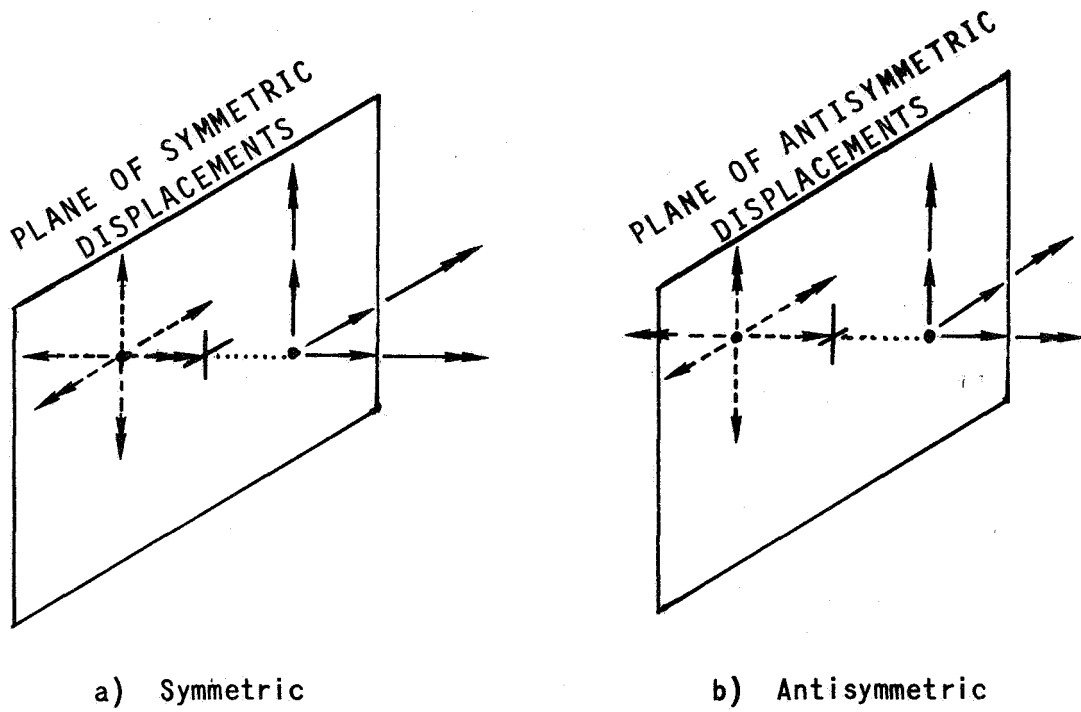 PLANE OF SYMMETRIC
DISPLACEMENTS
PLANE OF ANTISYMMETRIC
DISPLACEMENTS
a) Symmetric
b) Antisymmetric